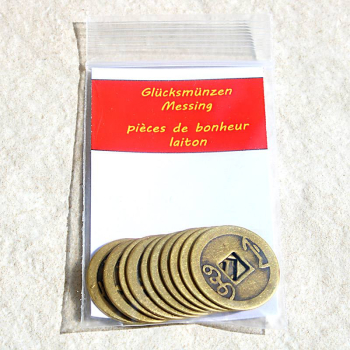 Glücksmünzen
Messing
pièces de bonheur
laiton